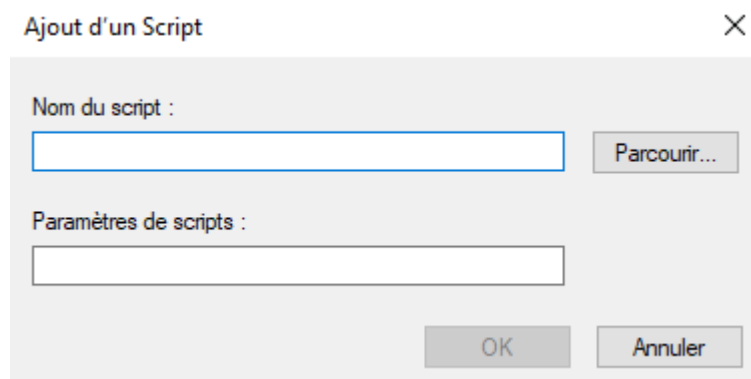 Ajout d'un Script
Nom du script :
Parcourir...
Paramètres de scripts :
OK
Annuler